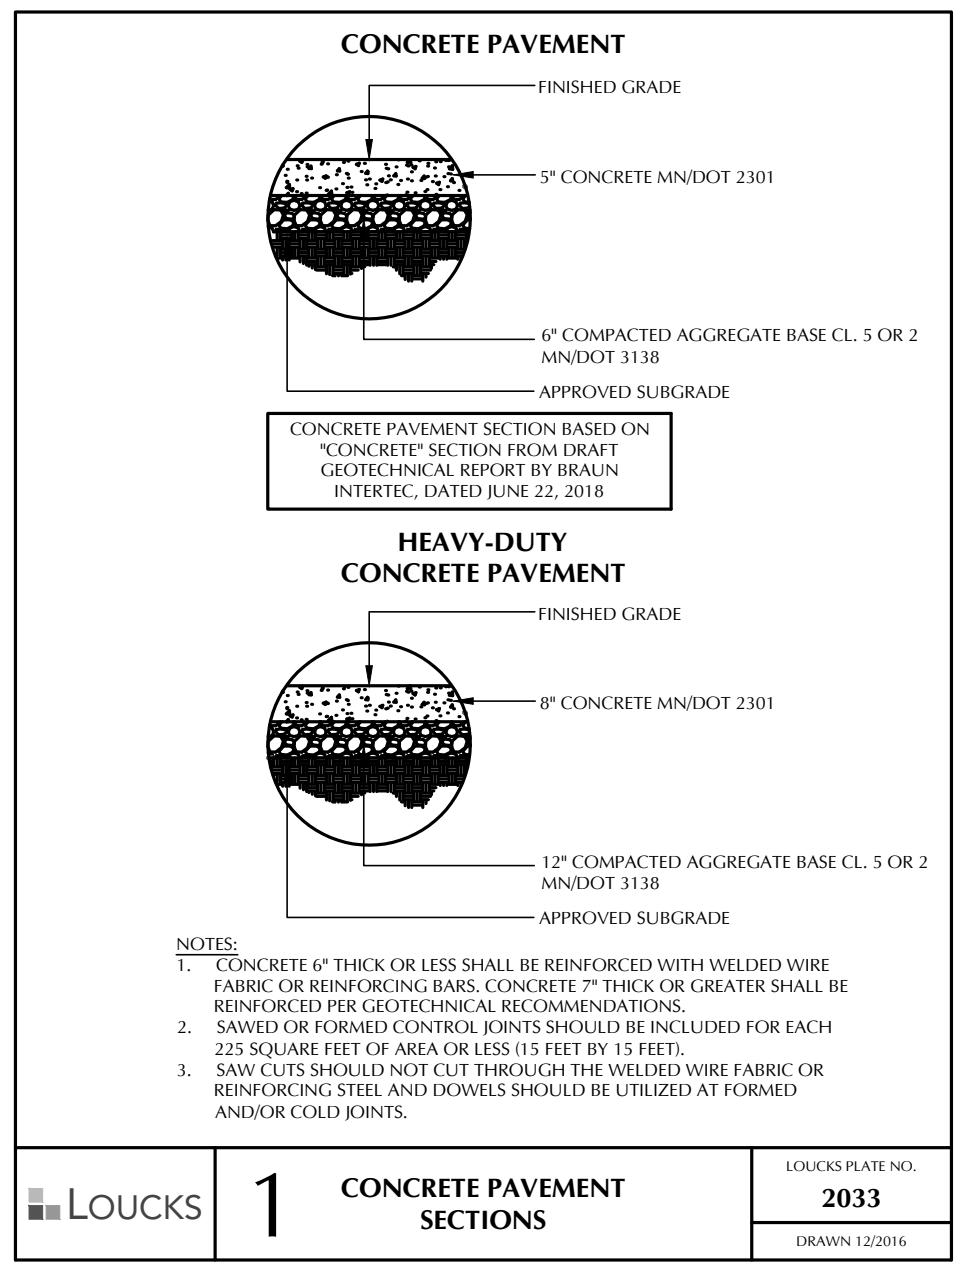 CONCRETE PAVEMENT
FINISHED GRADE
5" CONCRETE MN/DOT 2301
6" COMPACTED AGGREGATE BASE CL. 5 OR 2
MN/DOT 3138
APPROVED SUBGRADE
CONCRETE PAVEMENT SECTION BASED ON
"CONCRETE" SECTION FROM DRAFT
GEOTECHNICAL REPORT BY BRAUN
INTERTEC, DATED JUNE 22, 2018
HEAVY-DUTY
CONCRETE PAVEMENT
FINISHED GRADE
8" CONCRETE MN/DOT 2301
12" COMPACTED AGGREGATE BASE CL. 5 OR 2
MN/DOT 3138
APPROVED SUBGRADE
NOTES:
1. CONCRETE 6" THICK OR LESS SHALL BE REINFORCED WITH WELDED WIRE
FABRIC OR REINFORCING BARS. CONCRETE 7" THICK OR GREATER SHALL BE
REINFORCED PER GEOTECHNICAL RECOMMENDATIONS.
2. SAWED OR FORMED CONTROL JOINTS SHOULD BE INCLUDED FOR EACH
225 SQUARE FEET OF AREA OR LESS (15 FEET BY 15 FEET).
3. SAW CUTS SHOULD NOT CUT THROUGH THE WELDED WIRE FABRIC OR
REINFORCING STEEL AND DOWELS SHOULD BE UTILIZED AT FORMED
AND/OR COLD JOINTS.
LOUCKS
1
CONCRETE PAVEMENT
SECTIONS
LOUCKS PLATE NO.
2033
DRAWN 12/2016